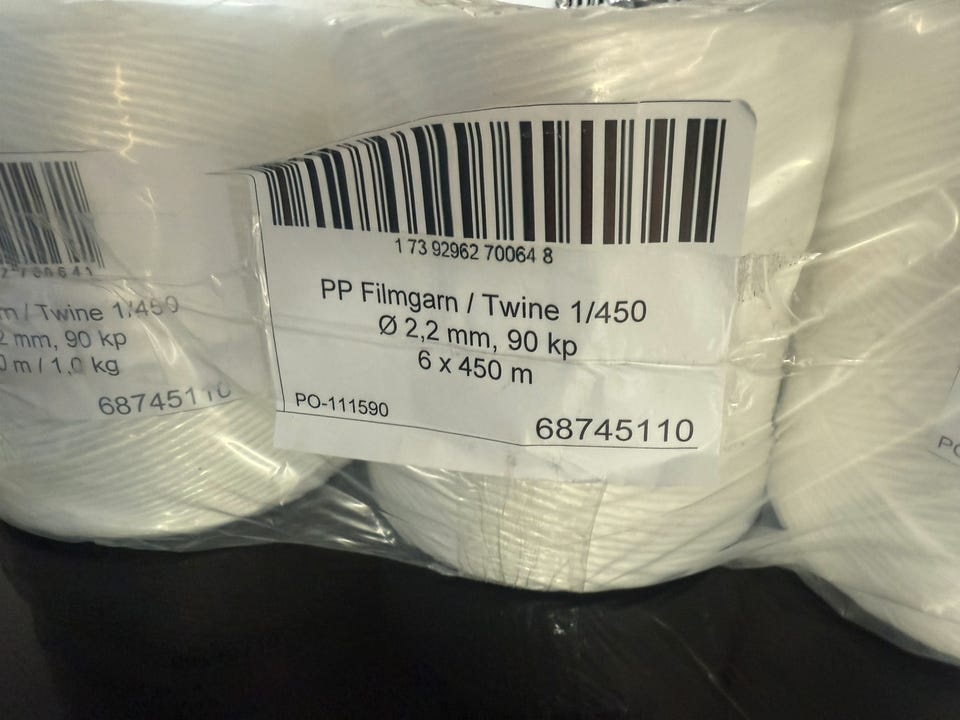 1 73 92962 70064 8
PP Filmgarn / Twine 1/450
Ø 2,2 mm, 90 kp
6 x 450 m
PO-111590
68745110
/ Twine 1/450
mm, 90 kp
m / 1,0 kg
68745110